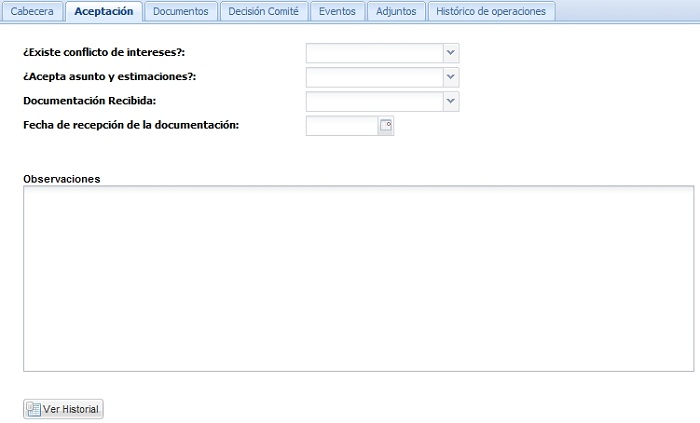 Cabecera Aceptación Documentos Decisión Comité Eventos Adjuntos Histórico de operaciones
¿Existe conflicto de intereses?:
¿Acepta asunto y estimaciones?:
Documentación Recibida:
Fecha de recepción de la documentación:
Observaciones
Ver Historial